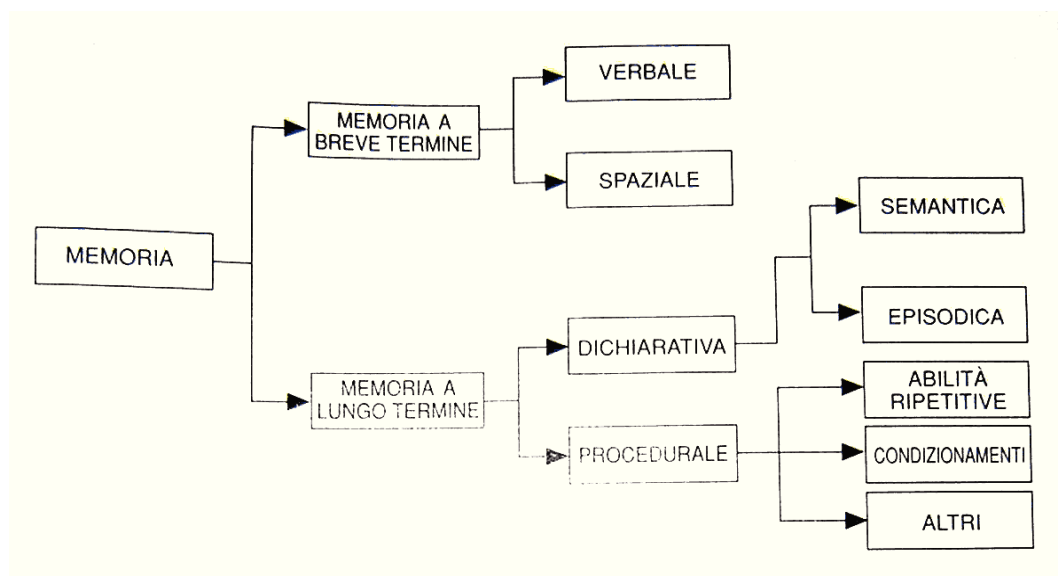 VERBALE
MEMORIA A
BREVE TERMINE
SPAZIALE
SEMANTICA
MEMORIA
EPISODICA
DICHIARATIVA
MEMORIA A
LUNGO TERMINE
ABILITÀ
RIPETITIVE
PROCEDURALE
CONDIZIONAMENTI
ALTRI